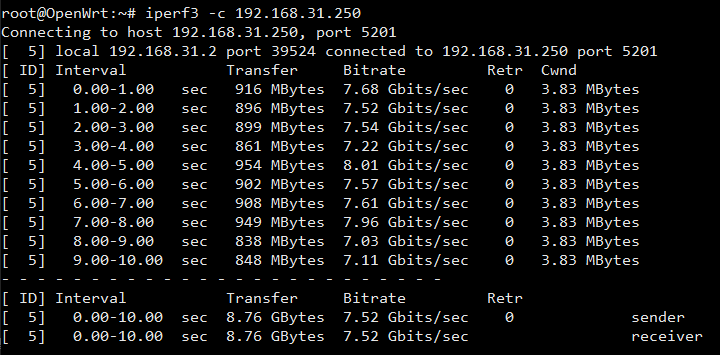 root@OpenWrt:~# iperf3 -c 192.168.31.250
Connecting to host 192.168.31.250, port 5201
[  5] local 192.168.31.2 port 39524 connected to 192.168.31.250 port 5201
[ ID] Interval           Transfer     Bitrate         Retr  Cwnd
[  5]   0.00-1.00   sec   916 MBytes  7.68 Gbits/sec    0   3.83 MBytes
[  5]   1.00-2.00   sec   896 MBytes  7.52 Gbits/sec    0   3.83 MBytes
[  5]   2.00-3.00   sec   899 MBytes  7.54 Gbits/sec    0   3.83 MBytes
[  5]   3.00-4.00   sec   861 MBytes  7.22 Gbits/sec    0   3.83 MBytes
[  5]   4.00-5.00   sec   954 MBytes  8.01 Gbits/sec    0   3.83 MBytes
[  5]   5.00-6.00   sec   902 MBytes  7.57 Gbits/sec    0   3.83 MBytes
[  5]   6.00-7.00   sec   908 MBytes  7.61 Gbits/sec    0   3.83 MBytes
[  5]   7.00-8.00   sec   949 MBytes  7.96 Gbits/sec    0   3.83 MBytes
[  5]   8.00-9.00   sec   838 MBytes  7.03 Gbits/sec    0   3.83 MBytes
[  5]   9.00-10.00  sec   848 MBytes  7.11 Gbits/sec    0   3.83 MBytes
- - - - - - - - - - - - - - - - - - - - - - - - -
[ ID] Interval           Transfer     Bitrate         Retr
[  5]   0.00-10.00  sec  8.76 GBytes  7.52 Gbits/sec    0             sender
[  5]   0.00-10.00  sec  8.76 GBytes  7.52 Gbits/sec                  receiver